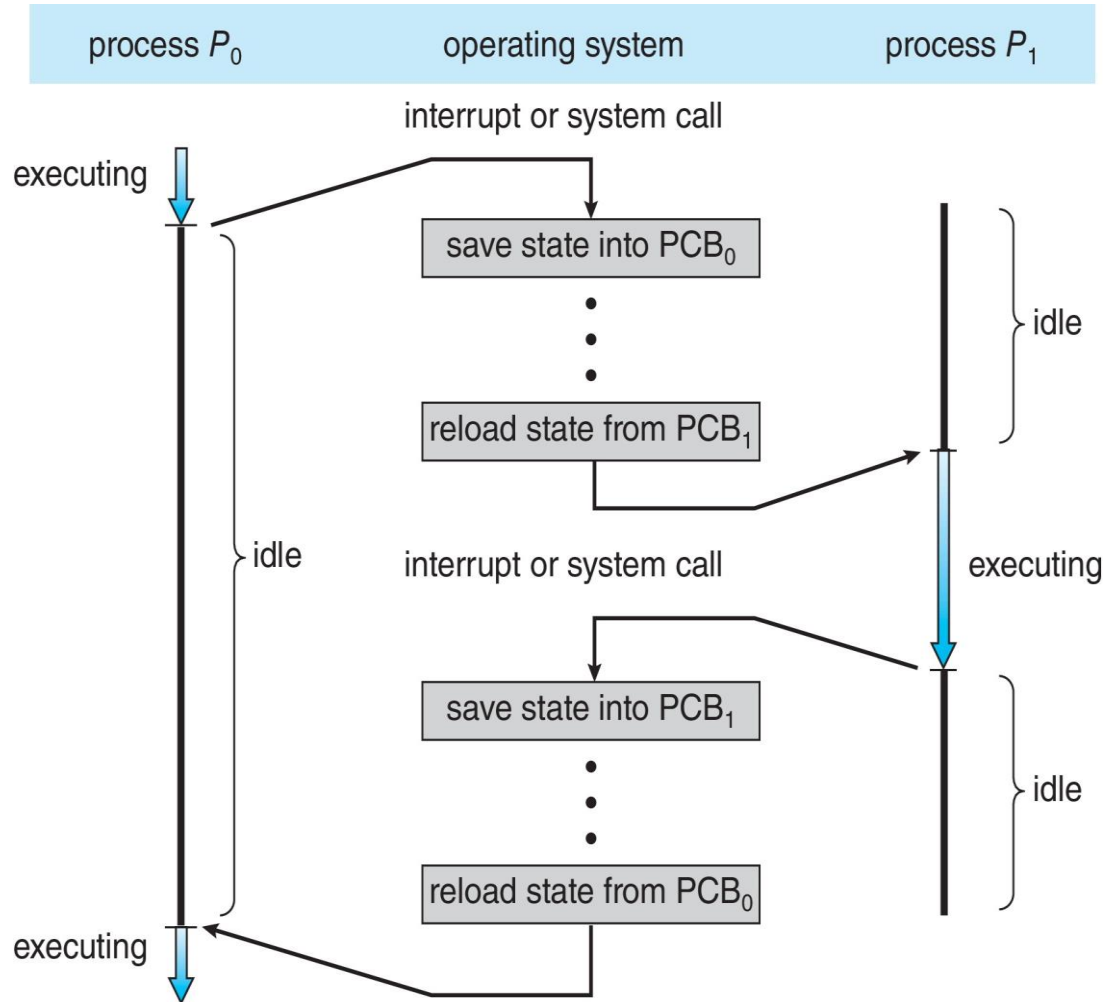 process P₀ operating system process P₁
interrupt or system call
executing
save state into PCB₀
idle
reload state from PCB₁
idle
interrupt or system call
executing
save state into PCB₁
idle
reload state from PCB₀
executing